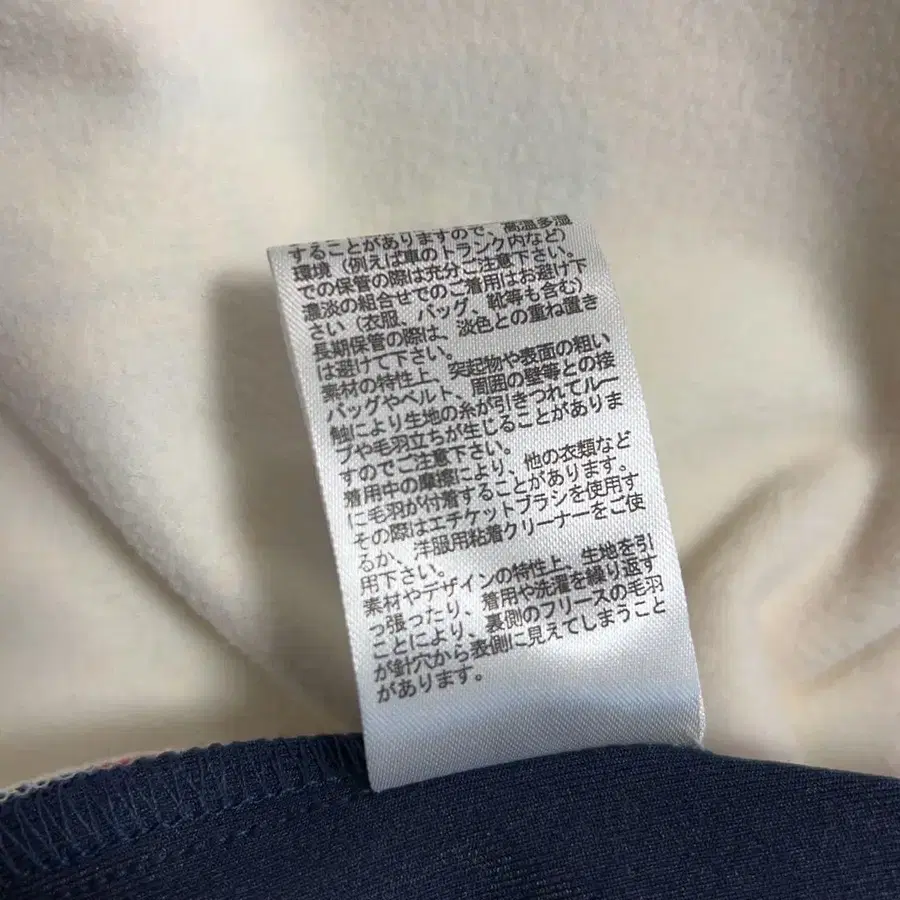 することがありますので、高温多湿
環境（例えば車のトランク内など）
での保管の際は充分ご注意下さい。
濃淡の組合せでのご着用はお避け下
さい（衣服、バッグ、靴等も含む）
長期保管の際は、淡色との重ね置き
は避けて下さい。
素材の特性上、突起物や表面の粗い
バッグやベルト、周囲の壁等との接
触により生地の糸が引きつれてルー
プや毛羽立ちが生じることがありま
すのでご注意下さい。
着用中の摩擦により、他の衣類など
に毛羽が付着することがあります。
その際はエチケットブラシを使用す
るか、洋服用粘着クリーナーをご使
用下さい。
素材やデザインの特性上、生地を引
っ張ったり、着用や洗濯を繰り返す
ことにより、裏側のフリースの毛羽
が針穴から表側に見えてしまうこと
があります。